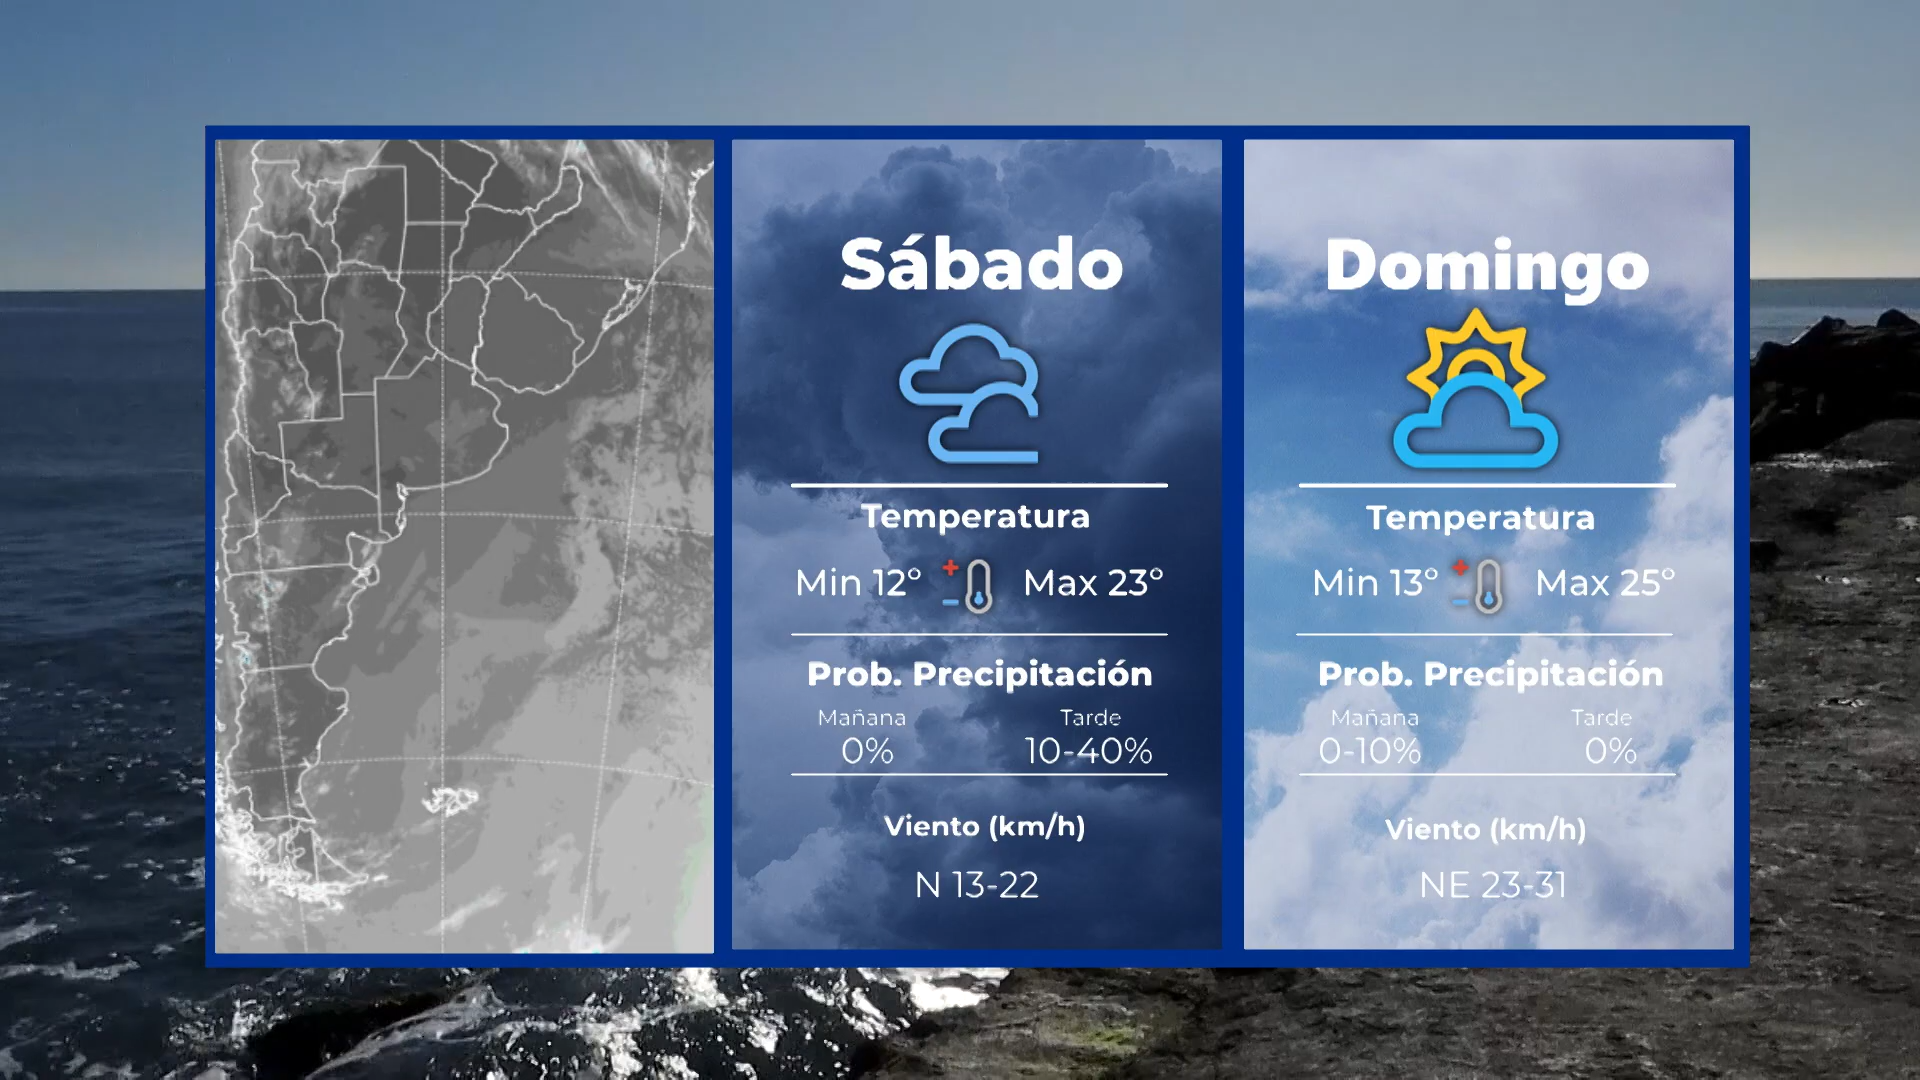 Sábado
Temperatura
Min 12° Max 23°
Prob. Precipitación
Mañana Tarde
0% 10-40%
Viento (km/h)
N 13-22
Domingo
Temperatura
Min 13° Max 25°
Prob. Precipitación
Mañana Tarde
0-10% 0%
Viento (km/h)
NE 23-31